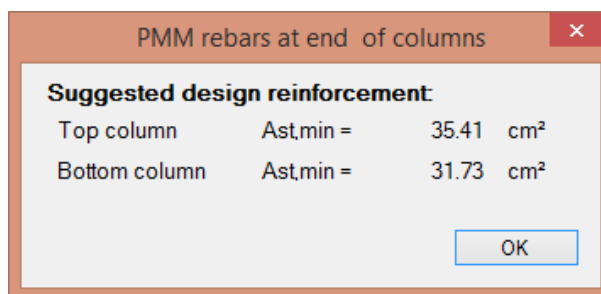 PMM rebars at end of columns
Suggested design reinforcement:
Top column Ast,min = 35.41 cm²
Bottom column Ast,min = 31.73 cm²
OK